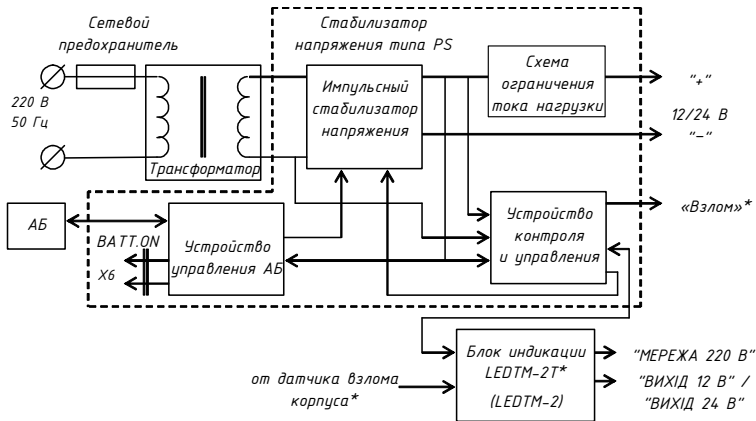 Сетевой
предохранитель
Стабилизатор
напряжения типа PS
220 В
50 Гц
Трансформатор
Импульсный
стабилизатор
напряжения
Схема
ограничения
тока нагрузки
"+"
12/24 В
"–"
АБ
BATT.ON
X6
Устройство
управления АБ
Устройство
контроля
и управления
«Взлом»*
от датчика взлома
корпуса*
Блок индикации
LEDTM-2T*
(LEDTM-2)
"МЕРЕЖА 220 В"
"ВИХІД 12 В" /
"ВИХІД 24 В"